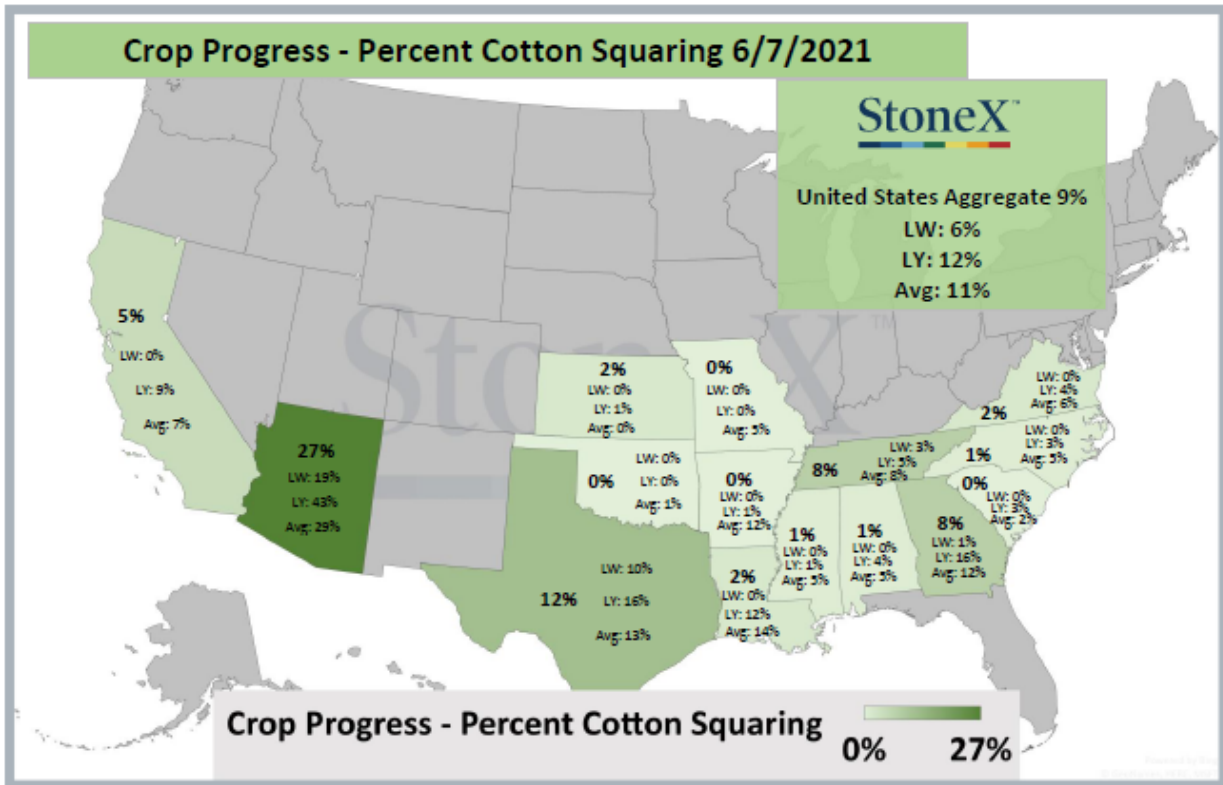 Crop Progress - Percent Cotton Squaring 6/7/2021
StoneX™
United States Aggregate 9%
LW: 6%
LY: 12%
Avg: 11%
StoneX™
5%
LW: 0%
LY: 9%
Avg: 7%
27%
LW: 19%
LY: 43%
Avg: 29%
2%
LW: 0%
LY: 1%
Avg: 0%
0%
LW: 0%
LY: 0%
Avg: 5%
0%
LW: 0%
LY: 0%
Avg: 1%
0%
LW: 0%
LY: 1%
Avg: 12%
12%
LW: 10%
LY: 16%
Avg: 13%
2%
LW: 0%
LY: 12%
Avg: 14%
1%
LW: 0%
LY: 1%
Avg: 5%
1%
LW: 0%
LY: 4%
Avg: 5%
8%
LW: 3%
LY: 5%
Avg: 8%
8%
LW: 1%
LY: 16%
Avg: 12%
0%
LW: 0%
LY: 3%
Avg: 2%
1%
LW: 0%
LY: 3%
Avg: 5%
2%
LW: 0%
LY: 4%
Avg: 6%
Crop Progress - Percent Cotton Squaring
0% 27%